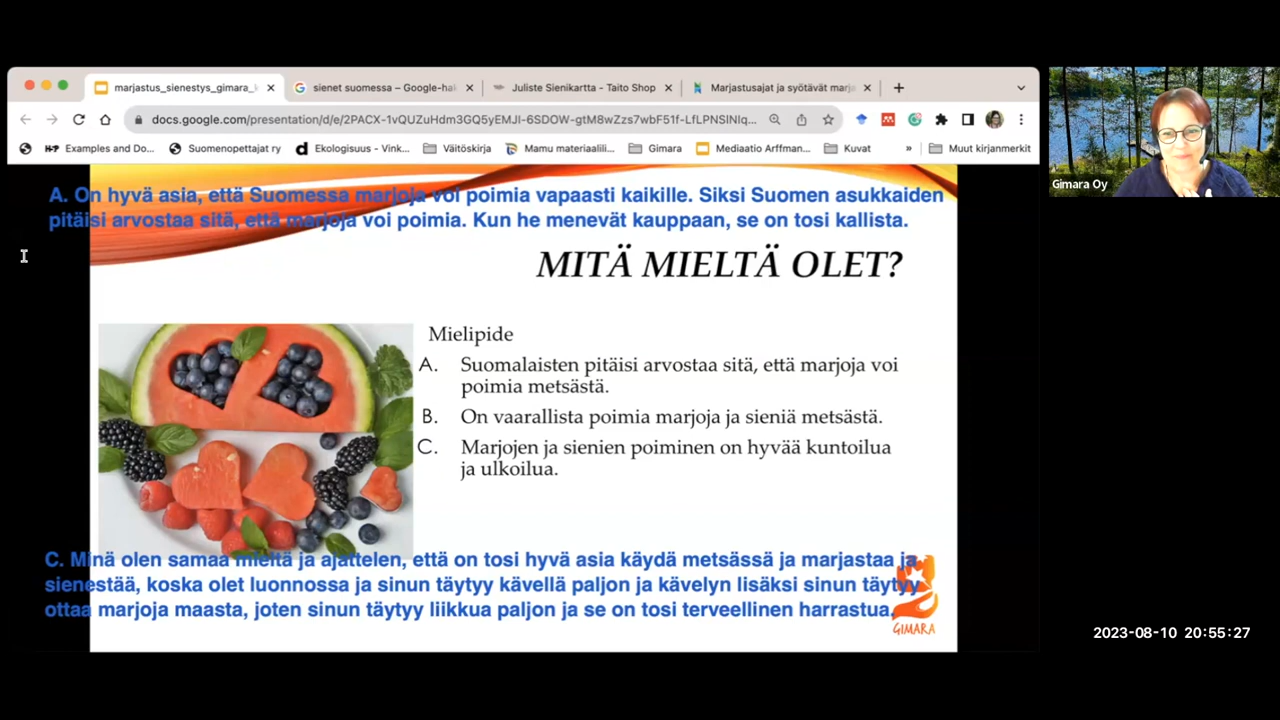 marjastus_sienestys_gimara_k
sienet suomessa – Google-hal
Juliste Sienikartta - Taito Shop
Marjastusajat ja syötävät marja
docs.google.com/presentation/d/e/2PACX-1vQUZuHdm3GQ5yEMJI-6SDOW-gtM8wZzs7wbF51f-LfLPNSINIq...
Examples and Do...
Suomenopettajat ry
Ekologisuus - Vink...
Väitöskirja
Mamu materiaalil...
Gimara
Mediaatio Arffman...
Kuvat
»
Muut kirjanmerkit
Gimara Oy
A. On hyvä asia, että Suomessa marjoja voi poimia vapaasti kaikille. Siksi Suomen asukkaiden
pitäisi arvostaa sitä, että marjoja voi poimia. Kun he menevät kauppaan, se on tosi kallista.
MITÄ MIELTÄ OLET?
Mielipide
A. Suomalaisten pitäisi arvostaa sitä, että marjoja voi
poimia metsästä.
B. On vaarallista poimia marjoja ja sieniä metsästä.
C. Marjojen ja sienien poiminen on hyvää kuntoilua
ja ulkoilua.
C. Minä olen samaa mieltä ja ajattelen, että on tosi hyvä asia käydä metsässä ja marjastaa ja
sienestää, koska olet luonnossa ja sinun täytyy kävellä paljon ja kävelyn lisäksi sinun täytyy
ottaa marjoja maasta, joten sinun täytyy liikkua paljon ja se on tosi terveellinen harrastua.
GIMARA
2023-08-10 20:55:27